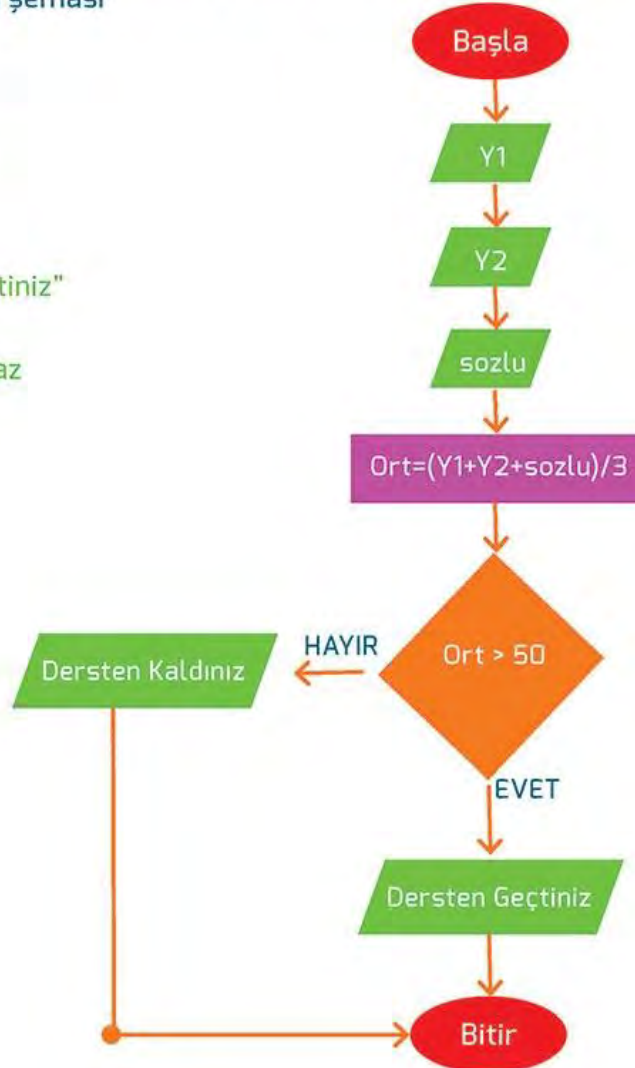 şeması
Başla
Y1
Y2
tiniz"
sozlu
az
Ort=(Y1+Y2+sozlu)/3
Ort > 50
HAYIR
Dersten Kaldınız
EVET
Dersten Geçtiniz
Bitir